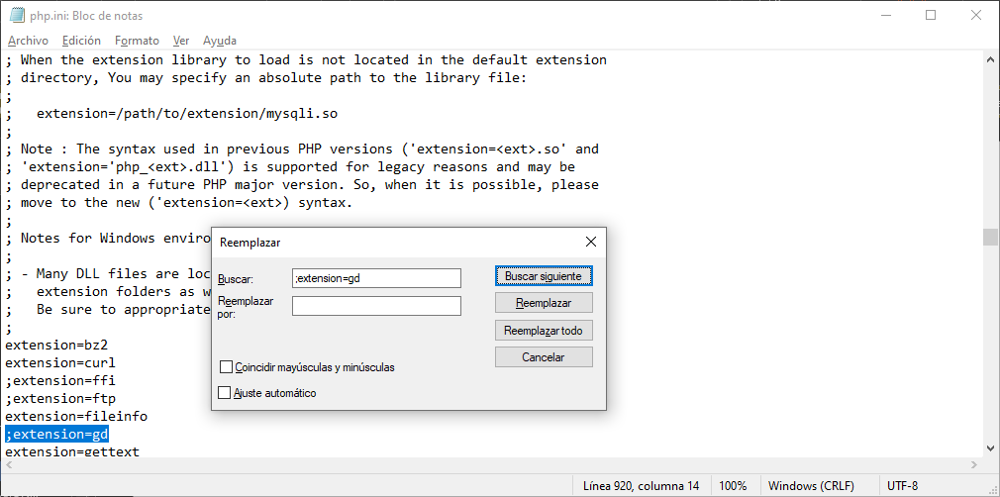 php.ini: Bloc de notas
Archivo Edición Formato Ver Ayuda
; When the extension library to load is not located in the default extension
; directory, You may specify an absolute path to the library file:
;
;   extension=/path/to/extension/mysqli.so
;
; Note : The syntax used in previous PHP versions ('extension=<ext>.so' and
; 'extension='php_<ext>.dll') is supported for legacy reasons and may be
; deprecated in a future PHP major version. So, when it is possible, please
; move to the new ('extension=<ext>) syntax.
;
; Notes for Windows enviro
;
; - Many DLL files are loc
;   extension folders as w
;   Be sure to appropriate
;
extension=bz2
extension=curl
;extension=ffi
;extension=ftp
extension=fileinfo
;extension=gd
extension=gettext
Reemplazar
Buscar: ;extension=gd
Reemplazar
por:
Buscar siguiente
Reemplazar
Reemplazar todo
Cancelar
Coincidir mayúsculas y minúsculas
Ajuste automático
Línea 920, columna 14 100% Windows (CRLF) UTF-8